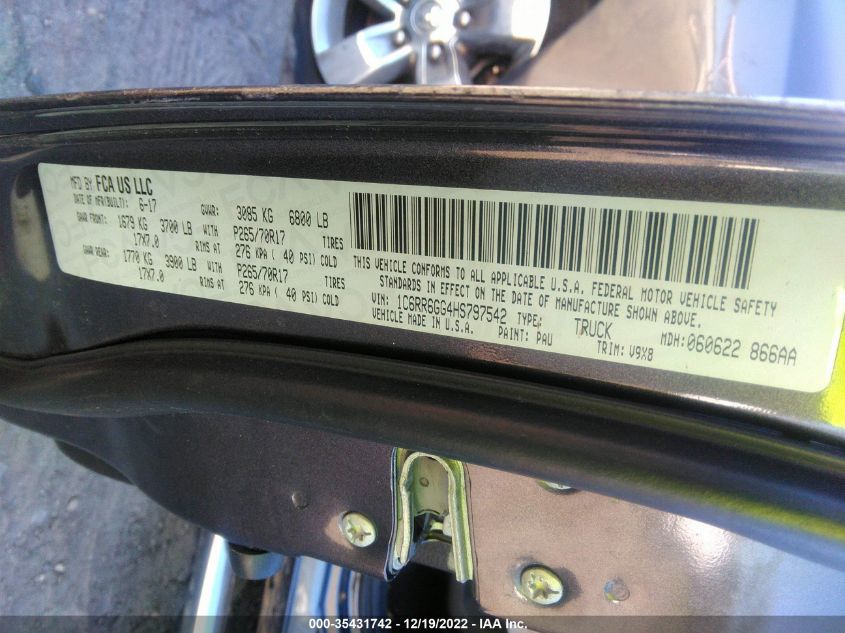 MFD BY FCA US LLC
DATE OF MFR(BUILT): 6-17 GVWR: 3085 KG 6800 LB
GAWR FRONT: 1679 KG 3700 LB WITH P265/70R17 TIRES
17X7.0 RIMS AT 276 KPA ( 40 PSI) COLD
GAWR REAR: 1770 KG 3900 LB WITH P265/70R17 TIRES
17X7.0 RIMS AT 276 KPA ( 40 PSI) COLD
THIS VEHICLE CONFORMS TO ALL APPLICABLE U.S.A. FEDERAL MOTOR VEHICLE SAFETY
STANDARDS IN EFFECT ON THE DATE OF MANUFACTURE SHOWN ABOVE.
VIN: 1C6RR6GG4HS797542 TYPE: TRUCK MDH:060622 866AA
VEHICLE MADE IN U.S.A. PAINT: PAU TRIM: V9X8
000-35431742 - 12/19/2022 - IAA Inc.